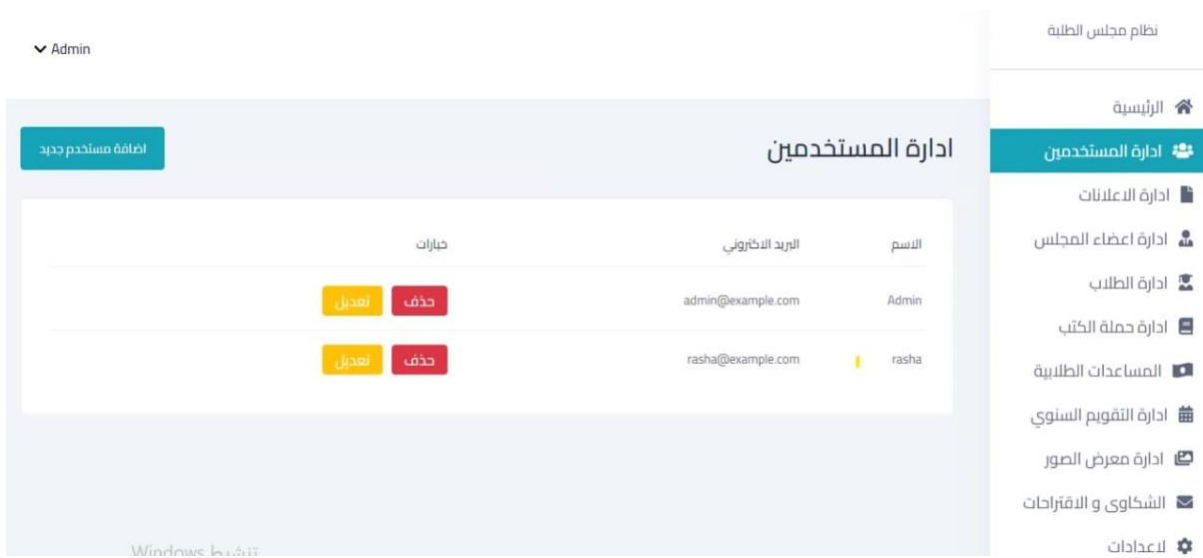 نظام مجلس الطلبة
الرئيسية
ادارة المستخدمين
ادارة الاعلانات
ادارة اعضاء المجلس
ادارة الطلاب
ادارة حملة الكتب
المساعدات الطلابية
ادارة التقويم السنوي
ادارة معرض الصور
الشكاوى و الاقتراحات
لاعدادات
Admin
ادارة المستخدمين
اضافة مستخدم جديد
الاسم البريد الاكتروني خيارات
Admin admin@example.com حذف تعديل
rasha rasha@example.com حذف تعديل
تنشيط Windows